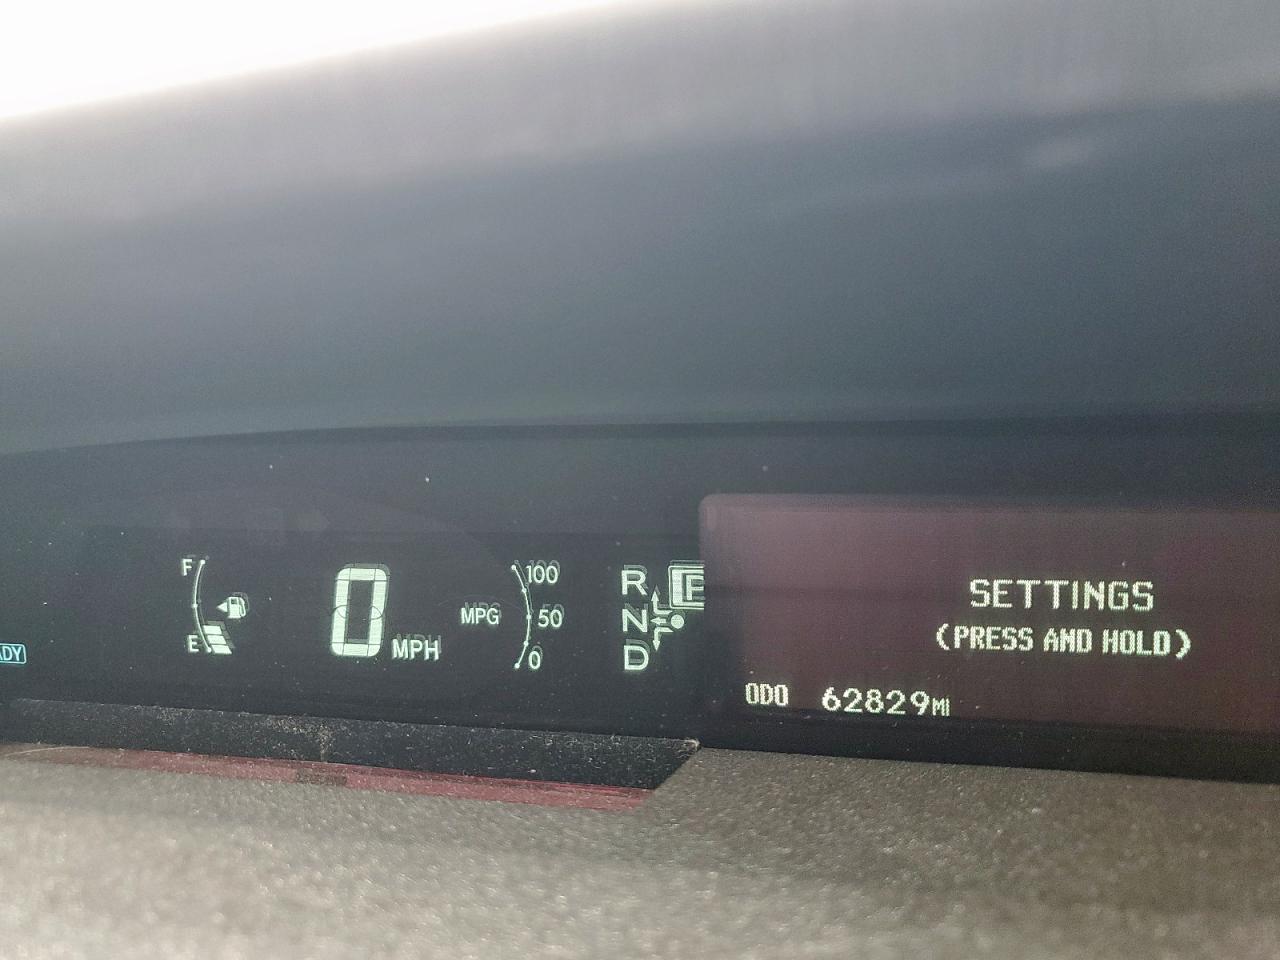 F
E
0
MPH
MPG
100
50
0
R
N
D
P
SETTINGS
(PRESS AND HOLD)
ODO 62829MI